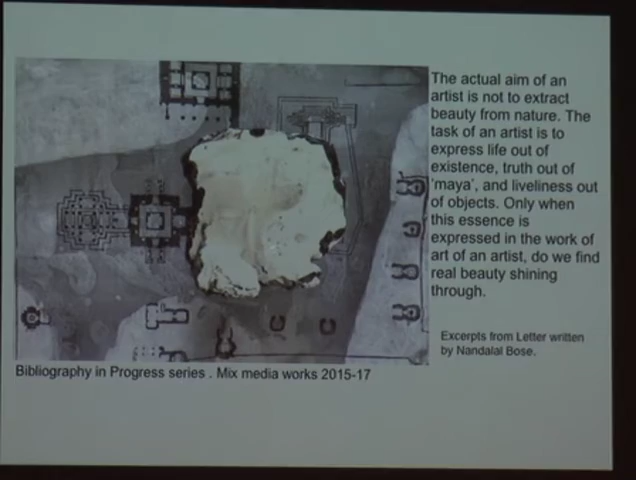 The actual aim of an
artist is not to extract
beauty from nature. The
task of an artist is to
express life out of
existence, truth out of
'maya', and liveliness out
of objects. Only when
this essence is
expressed in the work of
art of an artist, do we find
real beauty shining
through.
Excerpts from Letter written
by Nandalal Bose.
Bibliography in Progress series . Mix media works 2015-17